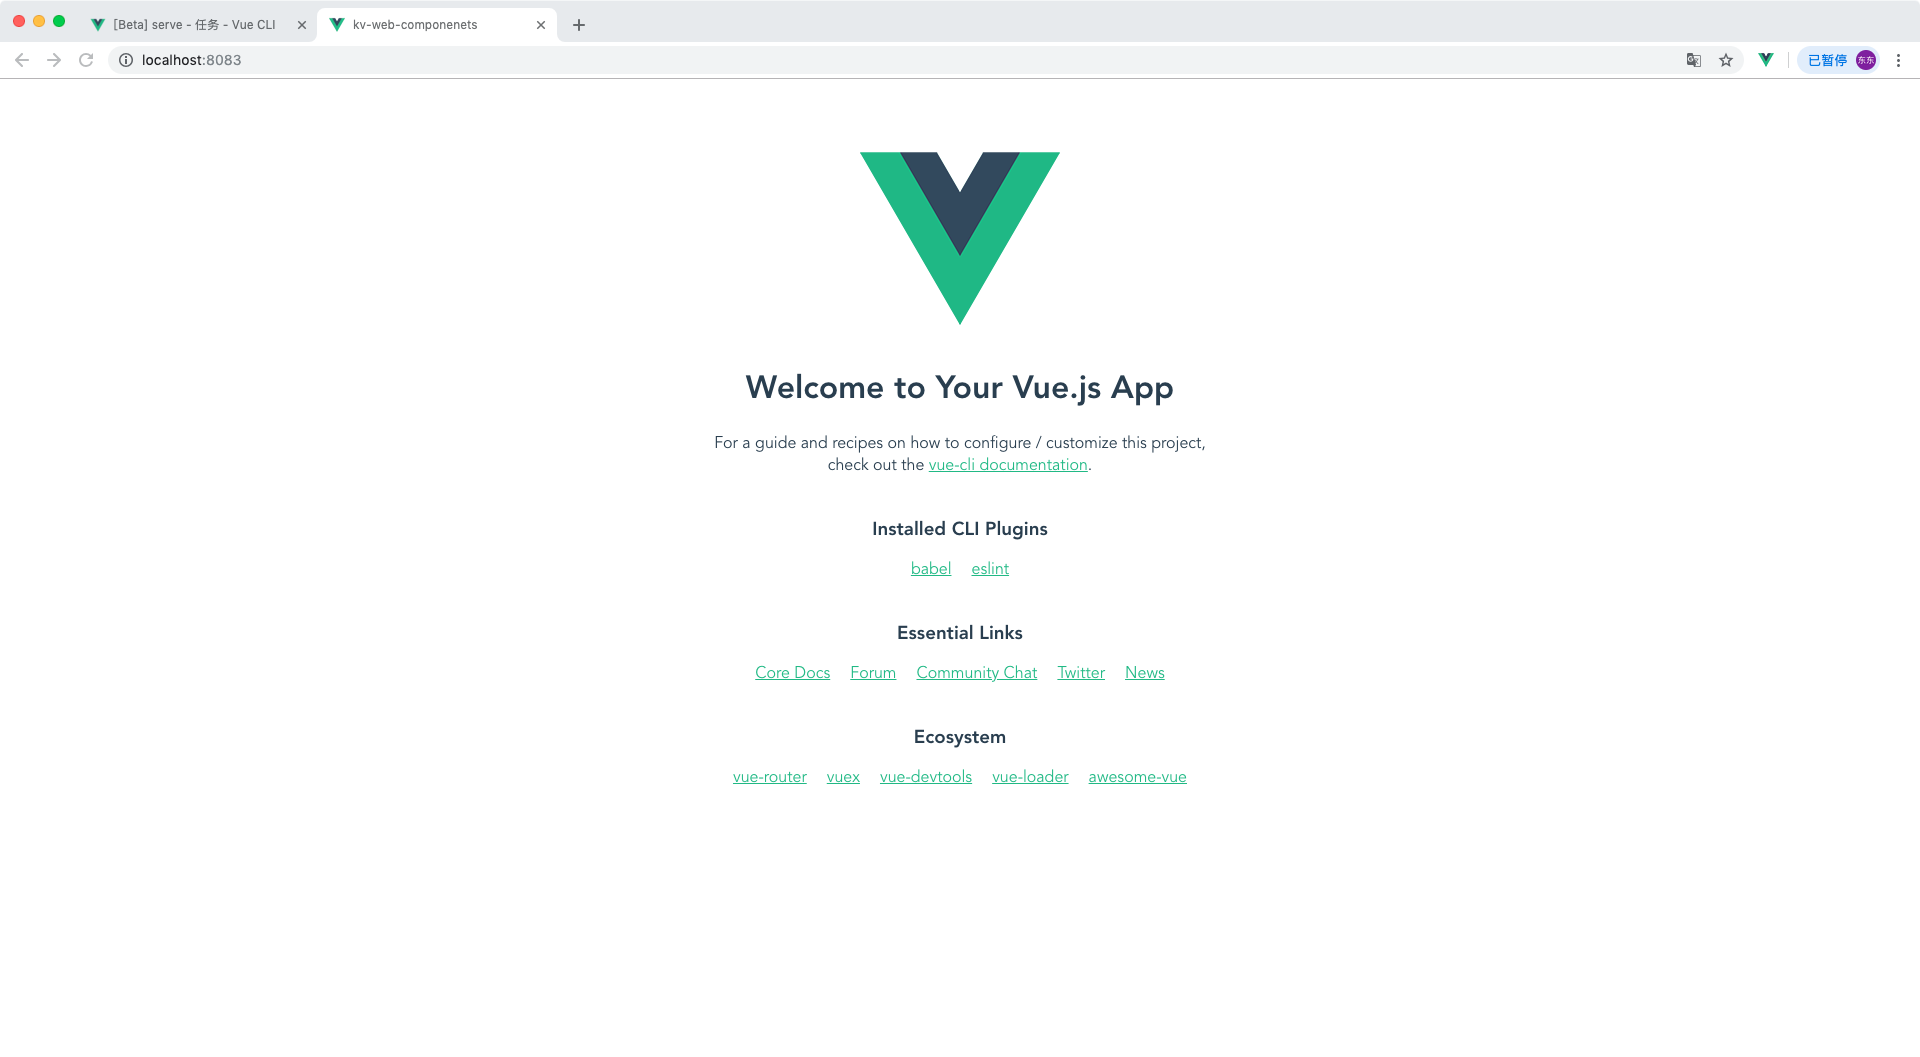 [Beta] serve - 任务 - Vue CLI
kv-web-componenets
localhost:8083
已暂停
东东
Welcome to Your Vue.js App
For a guide and recipes on how to configure / customize this project,
check out the vue-cli documentation.
Installed CLI Plugins
babel eslint
Essential Links
Core Docs Forum Community Chat Twitter News
Ecosystem
vue-router vuex vue-devtools vue-loader awesome-vue